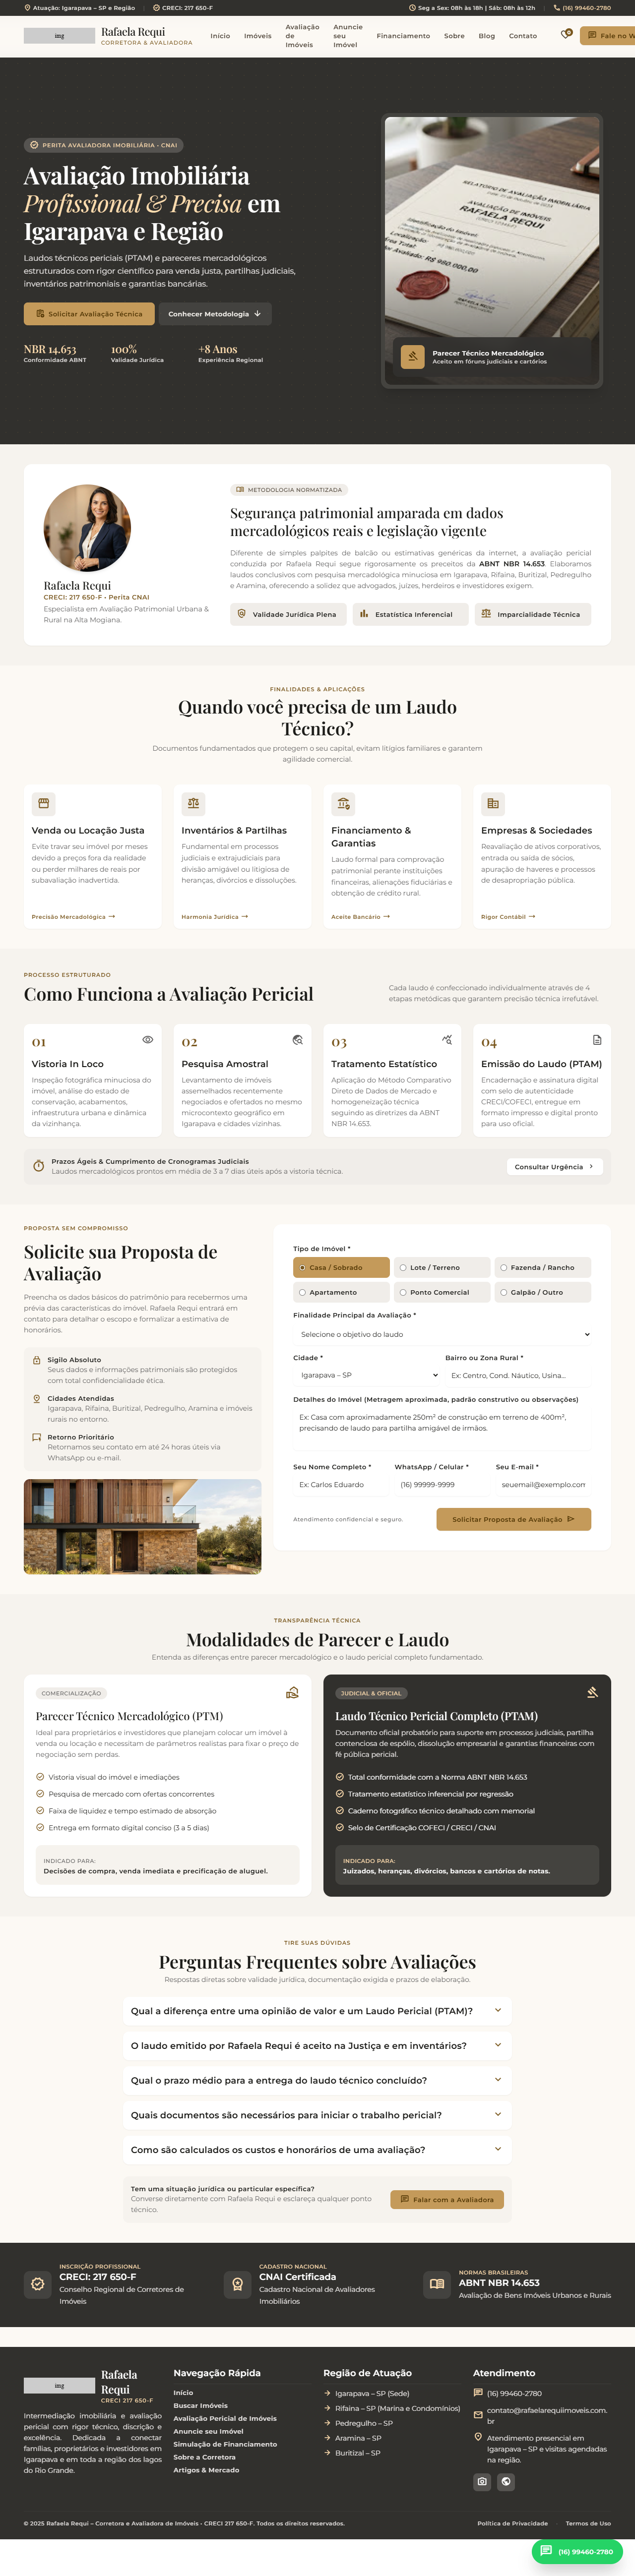 Atuação: Igarapava – SP e Região
CRECI: 217 650-F
Seg a Sex: 08h às 18h | Sáb: 08h às 12h
(16) 99460-2780
img
Rafaela Requi
CORRETORA & AVALIADORA
Início
Imóveis
Avaliação de Imóveis
Anuncie seu Imóvel
Financiamento
Sobre
Blog
Contato
0
Fale no W
PERITA AVALIADORA IMOBILIÁRIA • CNAI
Avaliação Imobiliária
Profissional & Precisa em
Igarapava e Região
Laudos técnicos periciais (PTAM) e pareceres mercadológicos
estruturados com rigor científico para venda justa, partilhas judiciais,
inventários patrimoniais e garantias bancárias.
Solicitar Avaliação Técnica
Conhecer Metodologia
NBR 14.653
Conformidade ABNT
100%
Validade Jurídica
+8 Anos
Experiência Regional
AVALIAÇÃO DE IMÓVEIS
RAFAELA REQUI
Parecer Técnico Mercadológico
Aceito em fóruns judiciais e cartórios
Rafaela Requi
CRECI: 217 650-F • Perita CNAI
Especialista em Avaliação Patrimonial Urbana &
Rural na Alta Mogiana.
METODOLOGIA NORMATIZADA
Segurança patrimonial amparada em dados
mercadológicos reais e legislação vigente
Diferente de simples palpites de balcão ou estimativas genéricas da internet, a avaliação pericial
conduzida por Rafaela Requi segue rigorosamente os preceitos da ABNT NBR 14.653. Elaboramos
laudos conclusivos com pesquisa mercadológica minuciosa em Igarapava, Rifaina, Buritizal, Pedregulho
e Aramina, oferecendo a solidez que advogados, juízes, herdeiros e investidores exigem.
Validade Jurídica Plena
Estatística Inferencial
Imparcialidade Técnica
FINALIDADES & APLICAÇÕES
Quando você precisa de um Laudo
Técnico?
Documentos fundamentados que protegem o seu capital, evitam litígios familiares e garantem
agilidade comercial.
Venda ou Locação Justa
Evite travar seu imóvel por meses
devido a preços fora da realidade
ou perder milhares de reais por
subavaliação inadvertida.
Precisão Mercadológica
Inventários & Partilhas
Fundamental em processos
judiciais e extrajudiciais para
divisão amigável ou litigiosa de
heranças, divórcios e dissoluções.
Harmonia Jurídica
Financiamento &
Garantias
Laudo formal para comprovação
patrimonial perante instituições
financeiras, alienações fiduciárias e
obtenção de crédito rural.
Aceite Bancário
Empresas & Sociedades
Reavaliação de ativos corporativos,
entrada ou saída de sócios,
apuração de haveres e processos
de desapropriação pública.
Rigor Contábil
PROCESSO ESTRUTURADO
Como Funciona a Avaliação Pericial
Cada laudo é confeccionado individualmente através de 4
etapas metódicas que garantem precisão técnica irrefutável.
01
Vistoria In Loco
Inspeção fotográfica minuciosa do
imóvel, análise do estado de
conservação, acabamentos,
infraestrutura urbana e dinâmica
da vizinhança.
02
Pesquisa Amostral
Levantamento de imóveis
assemelhados recentemente
negociados e ofertados no mesmo
microcontexto geográfico em
Igarapava e cidades vizinhas.
03
Tratamento Estatístico
Aplicação do Método Comparativo
Direto de Dados de Mercado e
homogeneização técnica
seguindo as diretrizes da ABNT
NBR 14.653.
04
Emissão do Laudo (PTAM)
Encadernação e assinatura digital
com selo de autenticidade
CRECI/COFECI, entregue em
formato impresso e digital pronto
para uso oficial.
Prazos Ágeis & Cumprimento de Cronogramas Judiciais
Laudos mercadológicos prontos em média de 3 a 7 dias úteis após a vistoria técnica.
Consultar Urgência
PROPOSTA SEM COMPROMISSO
Solicite sua Proposta de
Avaliação
Preencha os dados básicos do patrimônio para rebermos uma
prévia das características do imóvel. Rafaela Requi entrará em
contato para detalhar o escopo e formalizar a estimativa de
honorários.
Sigilo Absoluto
Seus dados e informações patrimoniais são protegidos
com total confidencialidade ética.
Cidades Atendidas
Igarapava, Rifaina, Buritizal, Pedregulho, Aramina e imóveis
rurais no entorno.
Retorno Prioritário
Retornamos seu contato em até 24 horas úteis via
WhatsApp ou e-mail.
Tipo de Imóvel *
Casa / Sobrado
Lote / Terreno
Fazenda / Rancho
Apartamento
Ponto Comercial
Galpão / Outro
Finalidade Principal da Avaliação *
Selecione o objetivo do laudo
Cidade *
Bairro ou Zona Rural *
Igarapava – SP
Ex: Centro, Cond. Náutico, Usina...
Detalhes do Imóvel (Metragem aproximada, padrão construtivo ou observações)
Ex: Casa com aproximadamente 250m² de construção em terreno de 400m²,
precisando de laudo para partilha amigável de irmãos.
Seu Nome Completo *
WhatsApp / Celular *
Seu E-mail *
Ex: Carlos Eduardo
(16) 99999-9999
seuemail@exemplo.com
Atendimento confidencial e seguro.
Solicitar Proposta de Avaliação
TRANSPARÊNCIA TÉCNICA
Modalidades de Parecer e Laudo
Entenda as diferenças entre parecer mercadológico e o laudo pericial completo fundamentado.
COMERCIALIZAÇÃO
Parecer Técnico Mercadológico (PTM)
Ideal para proprietários e investidores que planejam colocar um imóvel à
venda ou locação e necessitam de parâmetros realistas para fixar o preço de
negociação sem perdas.
Vistoria visual do imóvel e imediações
Pesquisa de mercado com ofertas concorrentes
Faixa de liquidez e tempo estimado de absorção
Entrega em formato digital conciso (3 a 5 dias)
INDICADO PARA:
Decisões de compra, venda imediata e precificação de aluguel.
JUDICIAL & OFICIAL
Laudo Técnico Pericial Completo (PTAM)
Documento oficial probatório para suporte em processos judiciais, partilha
contenciosa de espólio, dissolução empresarial e garantias financeiras com
fé pública pericial.
Total conformidade com a Norma ABNT NBR 14.653
Tratamento estatístico inferencial por regressão
Caderno fotográfico técnico detalhado com memorial
Selo de Certificação COFECI / CRECI / CNAI
INDICADO PARA:
Juizados, heranças, divórcios, bancos e cartórios de notas.
TIRE SUAS DÚVIDAS
Perguntas Frequentes sobre Avaliações
Respostas diretas sobre validade jurídica, documentação exigida e prazos de elaboração.
Qual a diferença entre uma opinião de valor e um Laudo Pericial (PTAM)?
O laudo emitido por Rafaela Requi é aceito na Justiça e em inventários?
Qual o prazo médio para a entrega do laudo técnico concluído?
Quais documentos são necessários para iniciar o trabalho pericial?
Como são calculados os custos e honorários de uma avaliação?
Tem uma situação jurídica ou particular específica?
Converse diretamente com Rafaela Requi e esclareça qualquer ponto
técnico.
Falar com a Avaliadora
INSCRIÇÃO PROFISSIONAL
CRECI: 217 650-F
Conselho Regional de Corretores de
Imóveis
CADASTRO NACIONAL
CNAI Certificada
Cadastro Nacional de Avaliadores
Imobiliários
NORMAS BRASILEIRAS
ABNT NBR 14.653
Avaliação de Bens Imóveis Urbanos e Rurais
img
Rafaela
Requi
CRECI 217 650-F
Intermediação imobiliária e avaliação
pericial com rigor técnico, discrição e
excelência. Dedicada a conectar
famílias, proprietários e investidores em
Igarapava e em toda a região dos lagos
do Rio Grande.
Navegação Rápida
Início
Buscar Imóveis
Avaliação Pericial de Imóveis
Anuncie seu Imóvel
Simulação de Financiamento
Sobre a Corretora
Artigos & Mercado
Região de Atuação
Igarapava – SP (Sede)
Rifaina – SP (Marina e Condomínios)
Pedregulho – SP
Aramina – SP
Buritizal – SP
Atendimento
(16) 99460-2780
contato@rafaelarequiimoveis.com.
br
Atendimento presencial em
Igarapava – SP e visitas agendadas
na região.
© 2025 Rafaela Requi – Corretora e Avaliadora de Imóveis • CRECI 217 650-F. Todos os direitos reservados.
Política de Privacidade
Termos de Uso
(16) 99460-2780